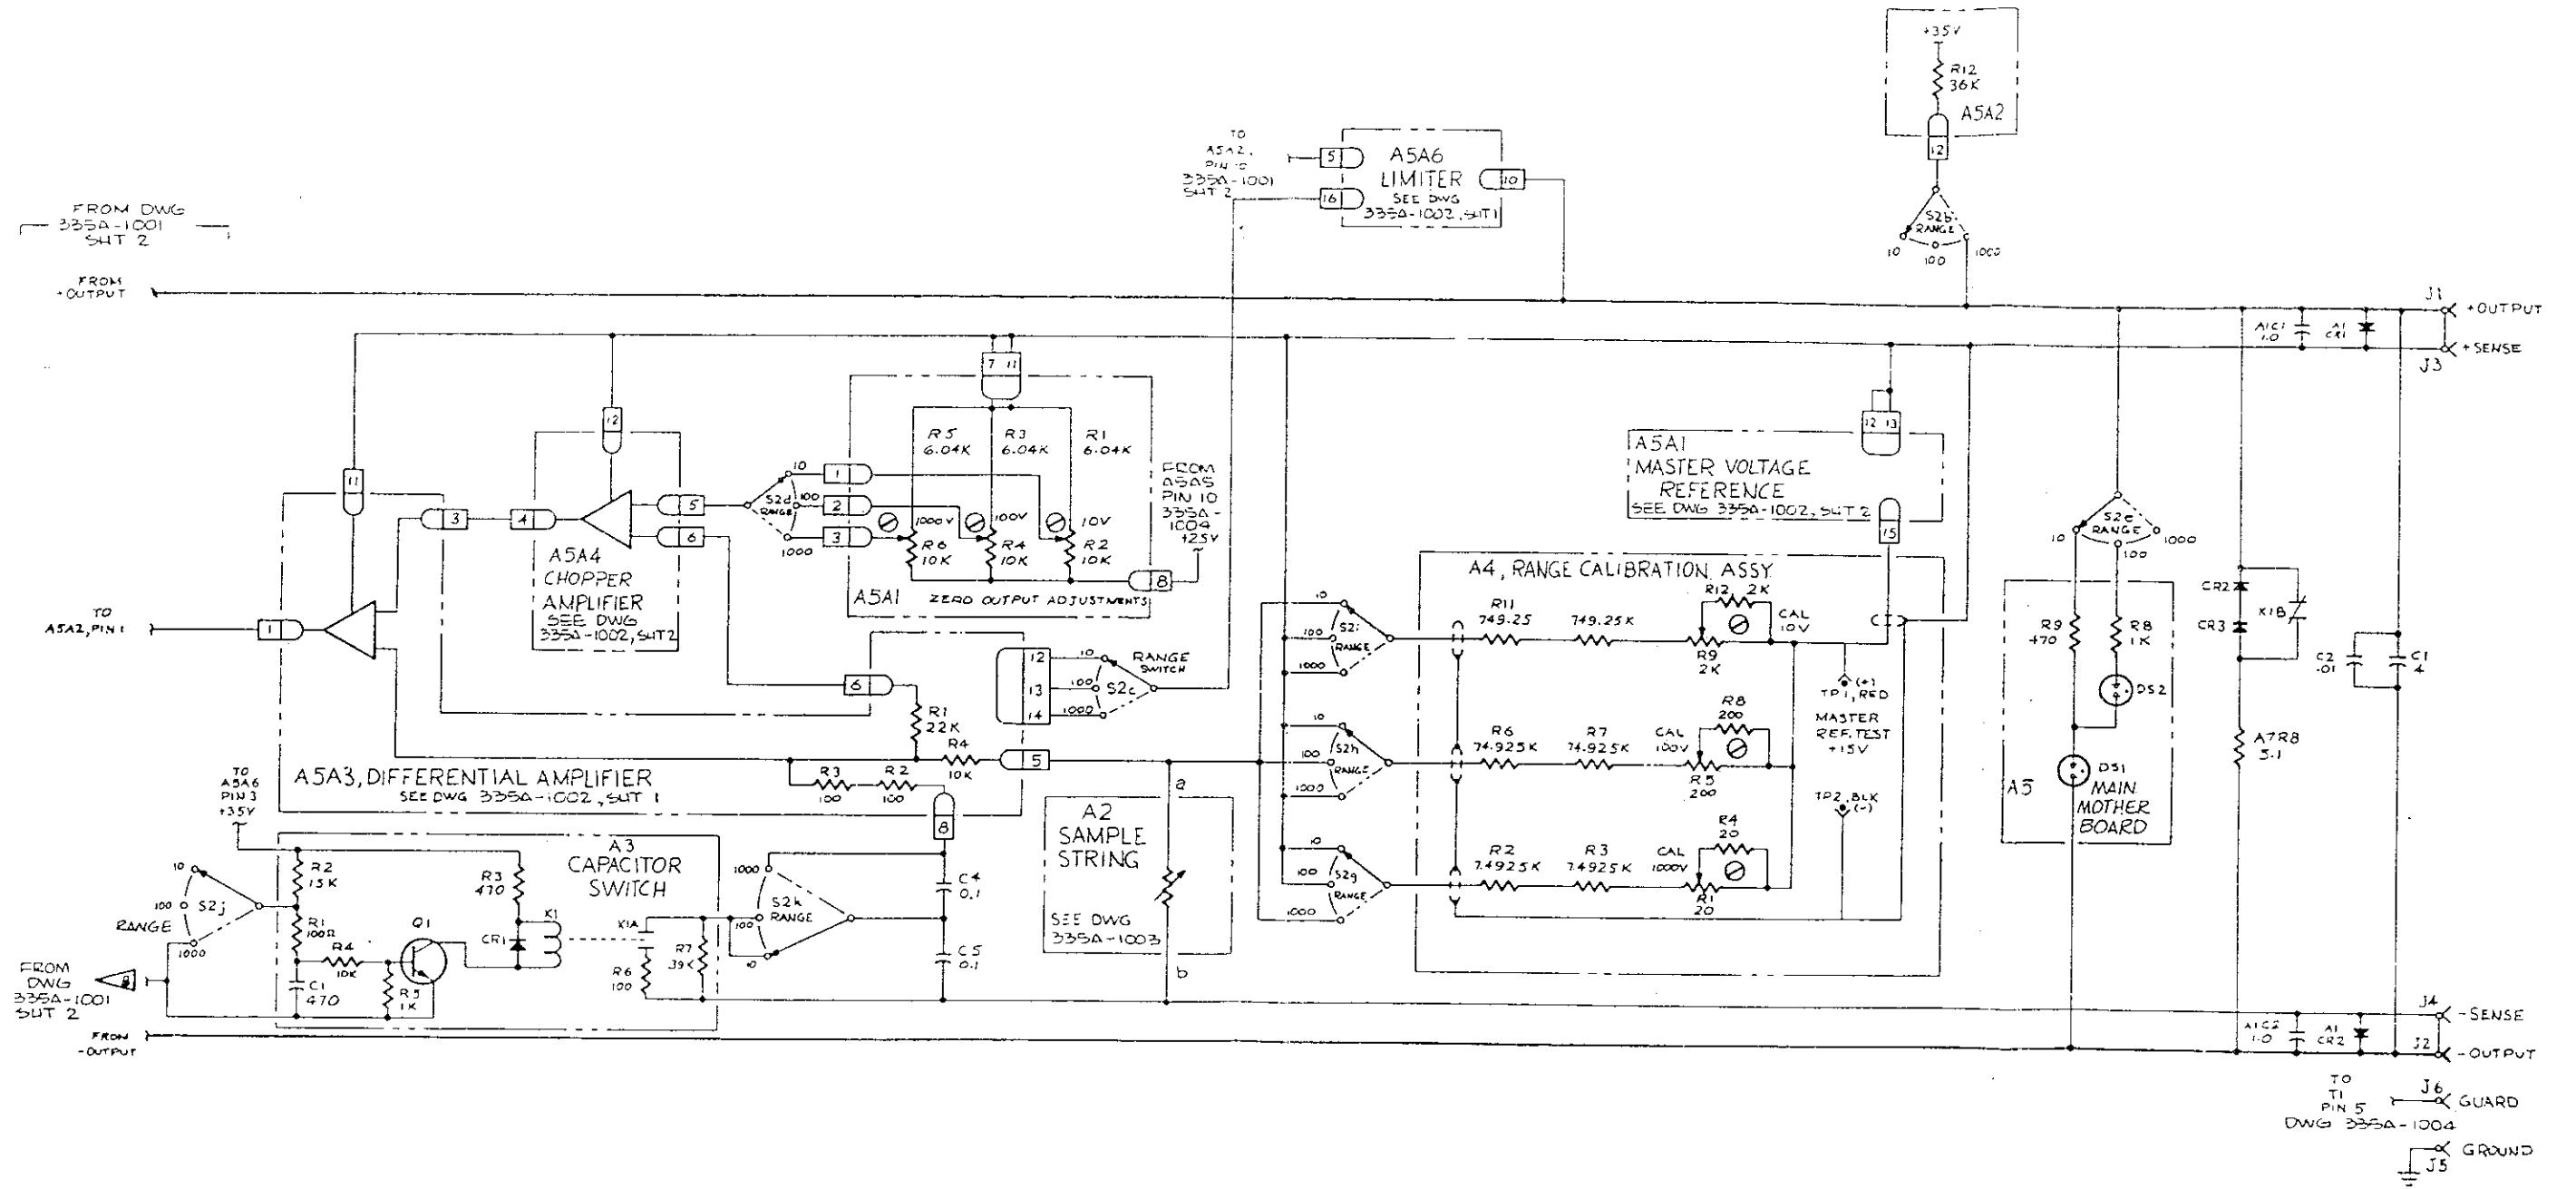 FROM DWG
335A-1001
SHT 2
FROM
+OUTPUT
TO
A5A2,
335A-1001
SHT 2
5
16
A5A6
LIMITER
SEE DWG
335A-1002, SHT 1
10
+35V
R12
36K
A5A2
12
S2b
RANGE
10
100
1000
J1
+OUTPUT
A1C1
1.0
A1
CR1
+SENSE
J3
7 11
12
11
R5
6.04K
R3
6.04K
R1
6.04K
10
100
1000
S2d
RANGE
1
2
3
1000V
100V
10V
R6
10K
R4
10K
R2
10K
FROM
A5A5
PIN 10
335A-
1004
+25V
8
A5A1
ZERO OUTPUT ADJUSTMENTS
3
4
5
6
A5A4
CHOPPER
AMPLIFIER
SEE DWG
335A-1002, SHT 2
TO
A5A2, PIN 1
1
12 13
A5A1
MASTER VOLTAGE
REFERENCE
SEE DWG 335A-1002, SHT 2
15
S2e
RANGE
10
100
1000
A4, RANGE CALIBRATION ASSY
10
100
1000
S2i
RANGE
R11
749.25
749.25K
R12, 2K
R9
2K
CAL
10V
TP1, RED
(+)
MASTER
REF. TEST
+15V
TP2, BLK
(-)
10
100
1000
S2h
RANGE
R6
74.925K
R7
74.925K
CAL
100V
R8
200
R5
200
10
100
1000
S2g
RANGE
R2
7.4925K
R3
7.4925K
CAL
1000V
R4
20
R1
20
12
13
14
10
100
1000
S2c
RANGE
SWITCH
6
R1
22K
R4
10K
5
R3
100
R2
100
8
A5A3, DIFFERENTIAL AMPLIFIER
SEE DWG 335A-1002, SHT 1
a
A2
SAMPLE
STRING
SEE DWG
335A-1003
b
TO
A5A6
PIN 3
+35V
A3
CAPACITOR
SWITCH
10
100
1000
S2j
RANGE
R2
15K
R1
100Ω
R4
10K
C1
470
R5
1K
Q1
R3
470
CR1
X1
X1A
R6
100
R7
39K
1000
100
10
S2k
RANGE
C4
0.1
C5
0.1
FROM
DWG
335A-1001
SHT 2
FROM
-OUTPUT
R9
470
R8
1K
DS2
DS1
MAIN
MOTHER
BOARD
A5
CR2
CR3
X1B
A7R8
5.1
C2
.01
C1
4
A1C2
1.0
A1
CR2
J4
-SENSE
J2
-OUTPUT
TO
T1
PIN 5
DWG 335A-1004
J6
GUARD
J5
GROUND